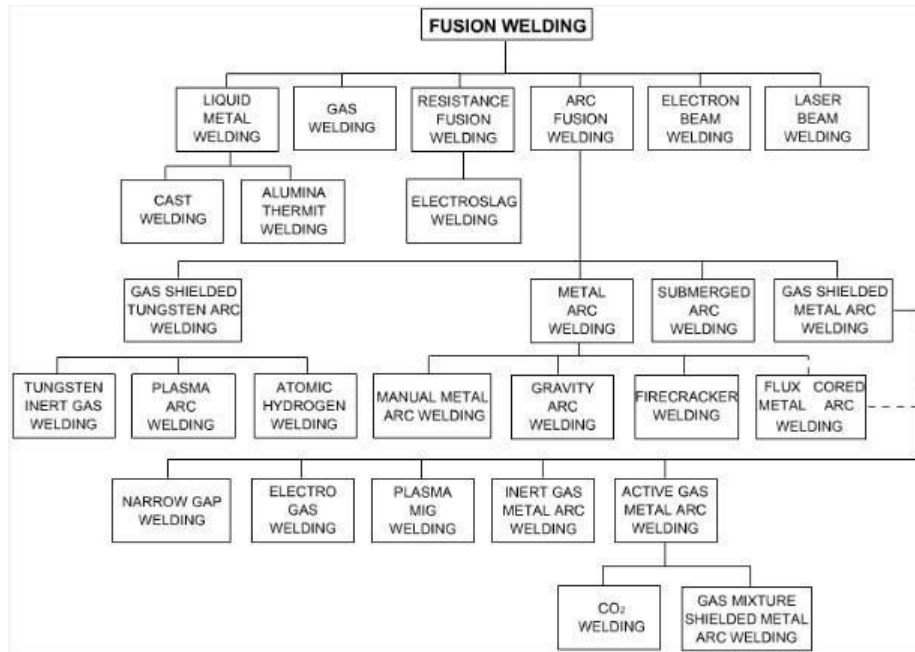 FUSION WELDING
LIQUID
METAL
WELDING
GAS
WELDING
RESISTANCE
FUSION
WELDING
ARC
FUSION
WELDING
ELECTRON
BEAM
WELDING
LASER
BEAM
WELDING
CAST
WELDING
ALUMINA
THERMIT
WELDING
ELECTROSLAG
WELDING
GAS SHIELDED
TUNGSTEN ARC
WELDING
METAL
ARC
WELDING
SUBMERGED
ARC
WELDING
GAS SHIELDED
METAL ARC
WELDING
TUNGSTEN
INERT GAS
WELDING
PLASMA
ARC
WELDING
ATOMIC
HYDROGEN
WELDING
MANUAL METAL
ARC WELDING
GRAVITY
ARC
WELDING
FIRECRACKER
WELDING
FLUX CORED
METAL ARC
WELDING
NARROW GAP
WELDING
ELECTRO
GAS
WELDING
PLASMA
MIG
WELDING
INERT GAS
METAL ARC
WELDING
ACTIVE GAS
METAL ARC
WELDING
CO₂
WELDING
GAS MIXTURE
SHIELDED METAL
ARC WELDING